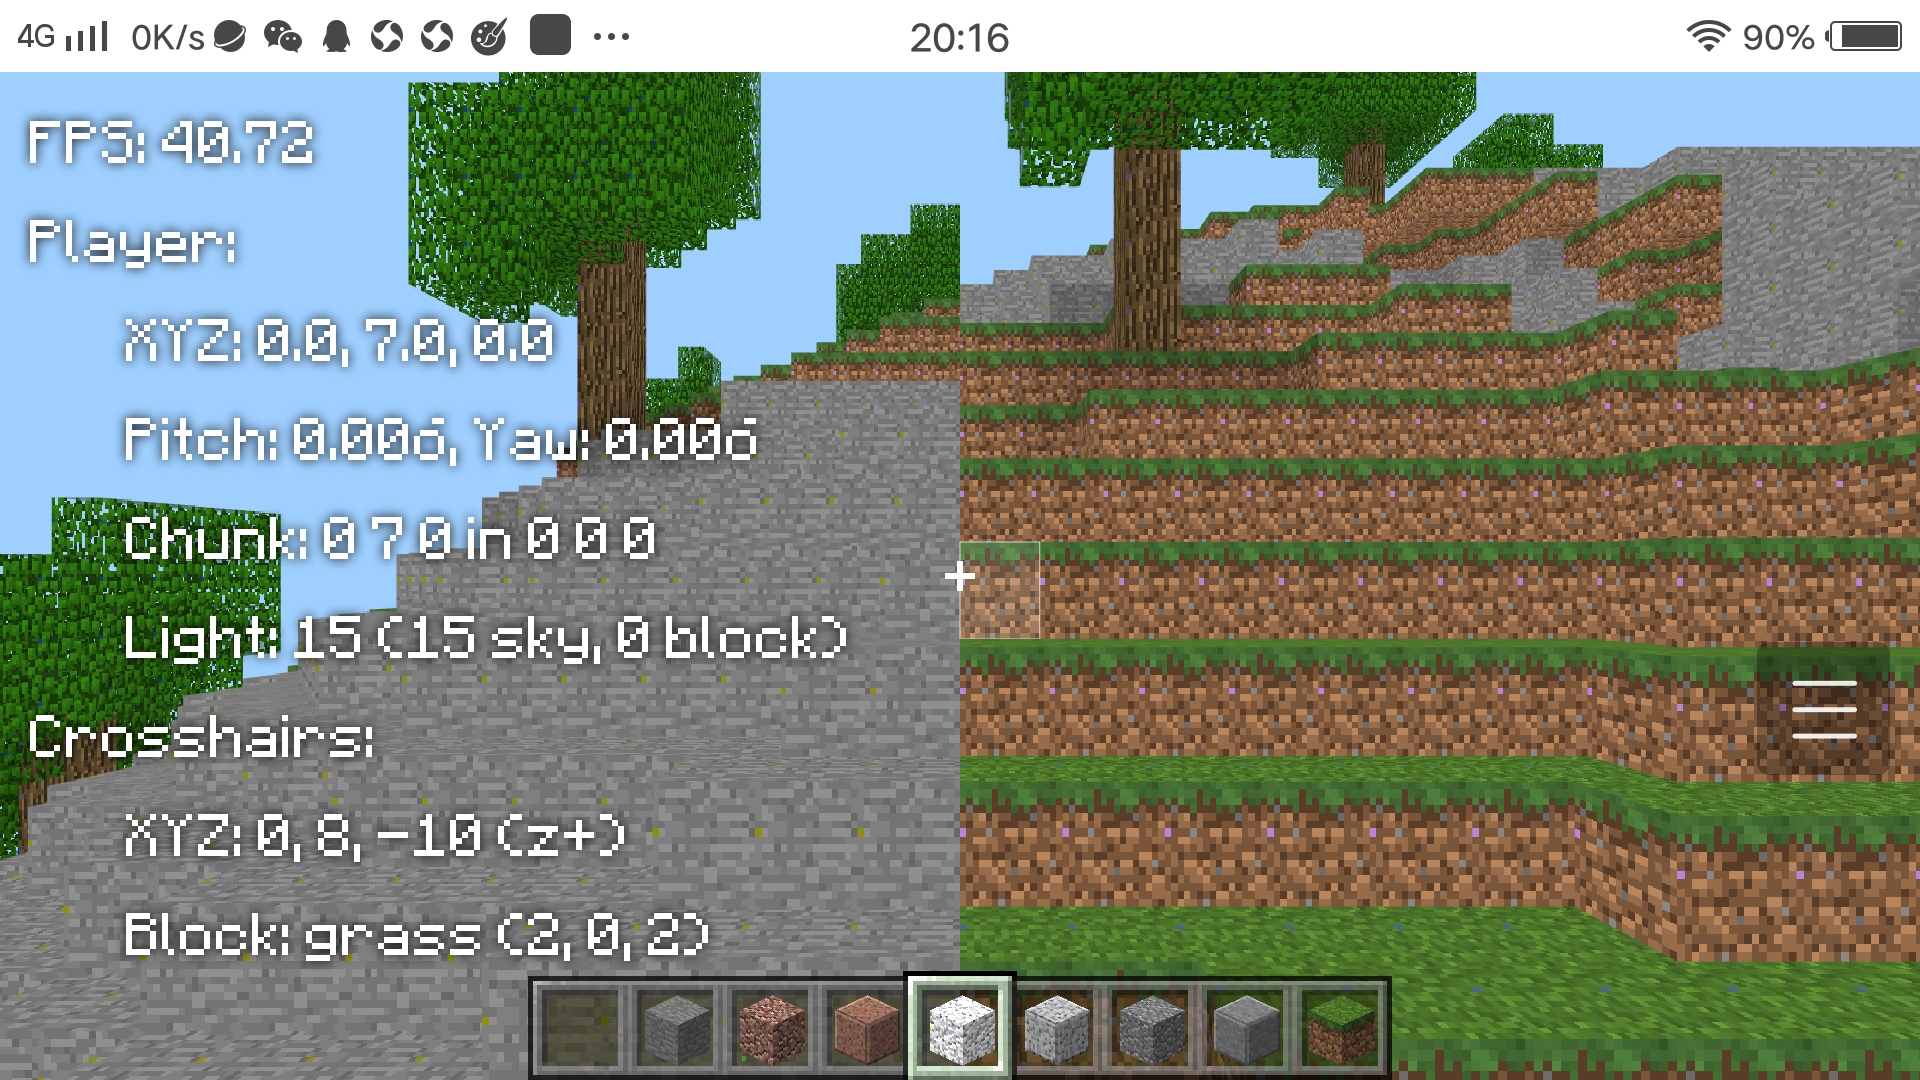 4G 0K/s 20:16 90%
FPS: 40.72
Player:
XYZ: 0.0, 7.0, 0.0
Pitch: 0.00ó, Yaw: 0.00ó
Chunk: 0 7 0 in 0 0 0
Light: 15 (15 sky, 0 block)
Crosshairs:
XYZ: 0, 8, -10 (z+)
Block: grass (2, 0, 2)